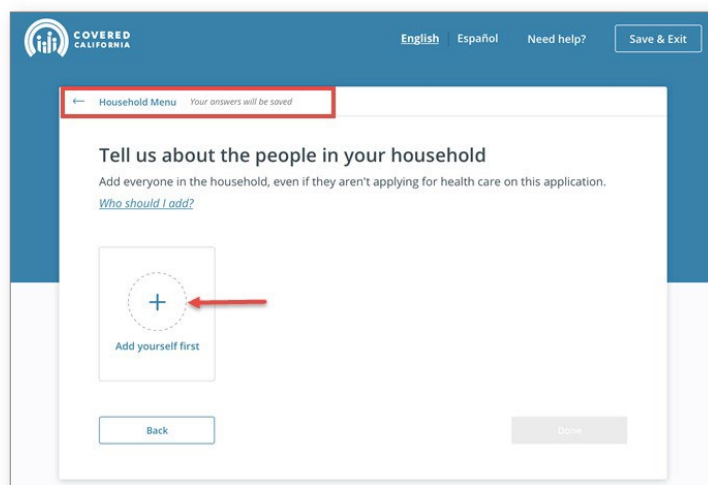 COVERED
CALIFORNIA
English Español Need help? Save & Exit
← Household Menu Your answers will be saved
Tell us about the people in your household
Add everyone in the household, even if they aren't applying for health care on this application.
Who should I add?
+
Add yourself first
Back Done